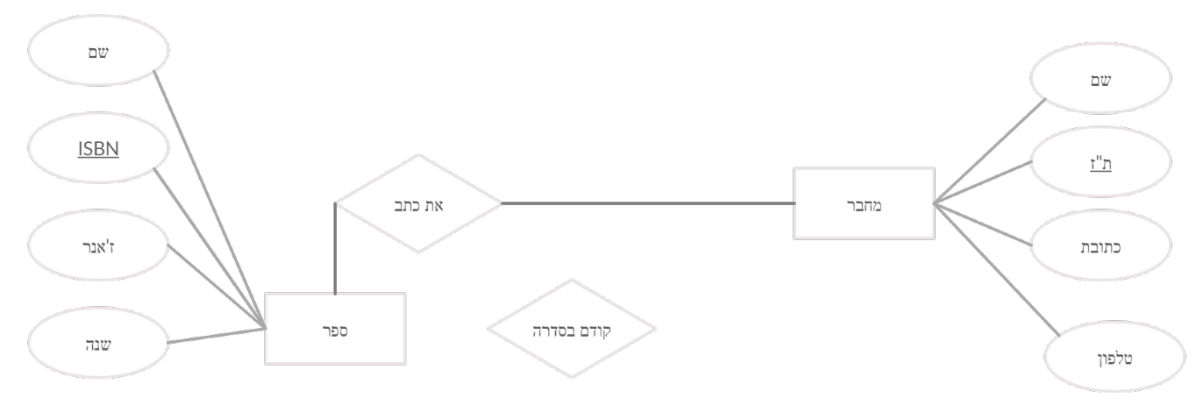 שם
שם
ISBN
ת"ז
את כתב
מחבר
ז'אנר
כתובת
ספר
קודם בסדרה
שנה
טלפון